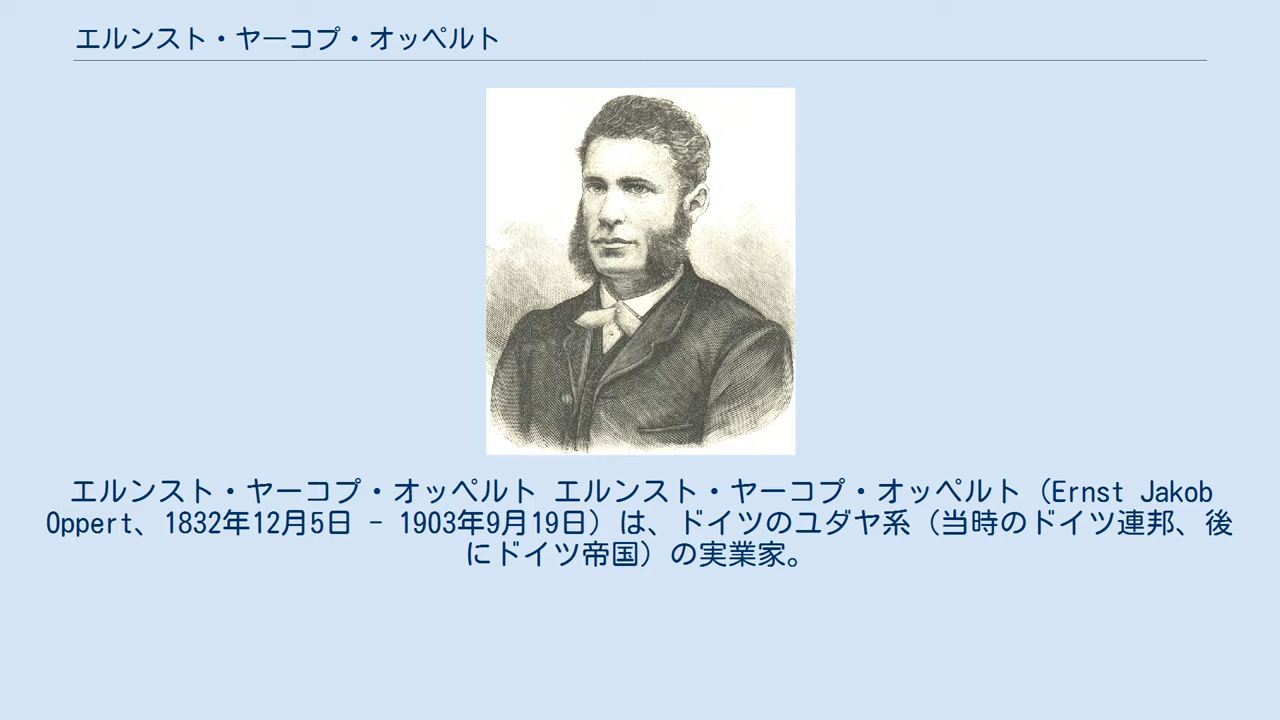 エルンスト・ヤーコプ・オッペルト
エルンスト・ヤーコプ・オッペルト エルンスト・ヤーコプ・オッペルト（Ernst Jakob
Oppert、1832年12月5日 - 1903年9月19日）は、ドイツのユダヤ系（当時のドイツ連邦、後
にドイツ帝国）の実業家。